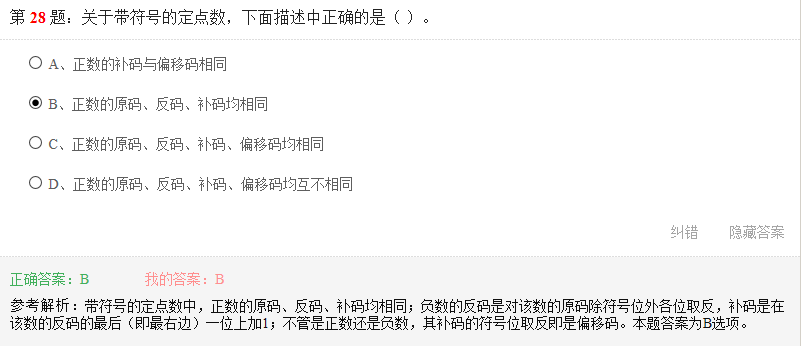 第 28 题：关于带符号的定点数，下面描述中正确的是（ ）。
A、正数的补码与偏移码相同
B、正数的原码、反码、补码均相同
C、正数的原码、反码、补码、偏移码均相同
D、正数的原码、反码、补码、偏移码均互不相同
纠错 隐藏答案
正确答案：B 我的答案：B
参考解析：带符号的定点数中，正数的原码、反码、补码均相同；负数的反码是对该数的原码除符号位外各位取反，补码是在
该数的反码的最后（即最右边）一位上加1；不管是正数还是负数，其补码的符号位取反即是偏移码。本题答案为B选项。